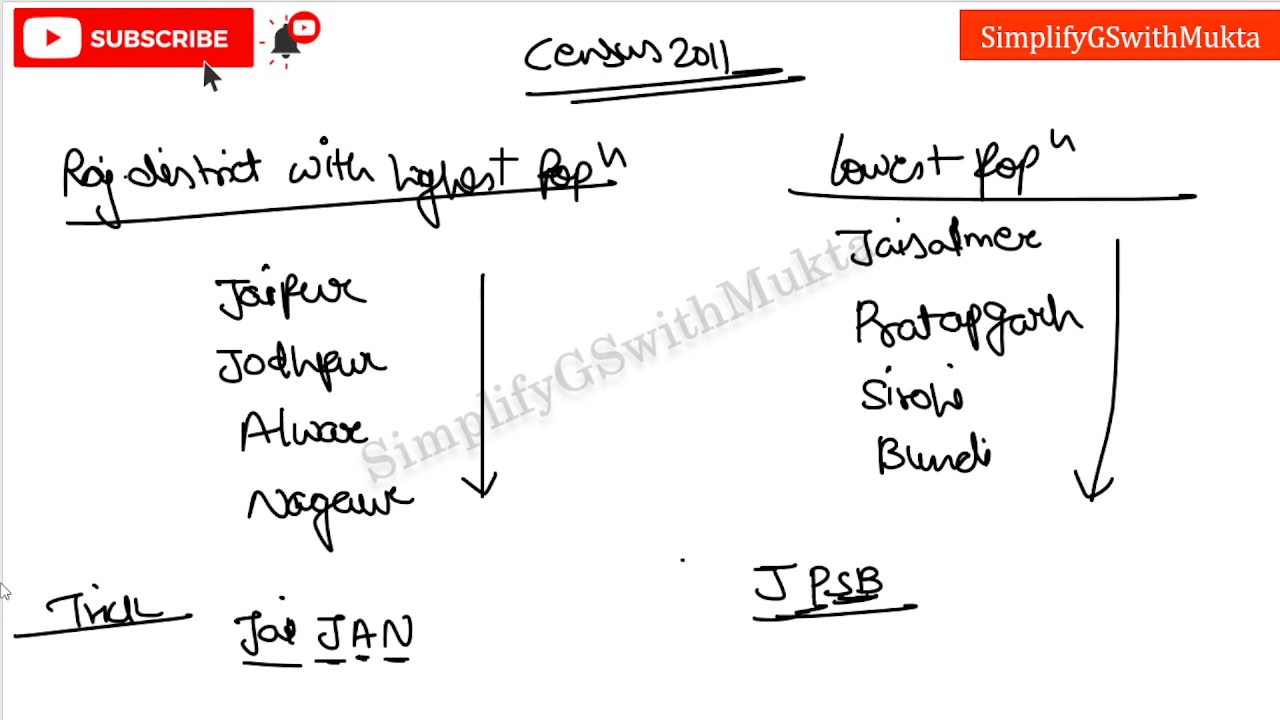 SUBSCRIBE
SimplifyGSwithMukta
Census 2011
Raj district with highest popⁿ
Jaipur
Jodhpur
Alwar
Nagaur
lowest popⁿ
Jaisalmer
Pratapgarh
Sirohi
Bundi
SimplifyGSwithMukta
Trick
Jai JAN
J PSB